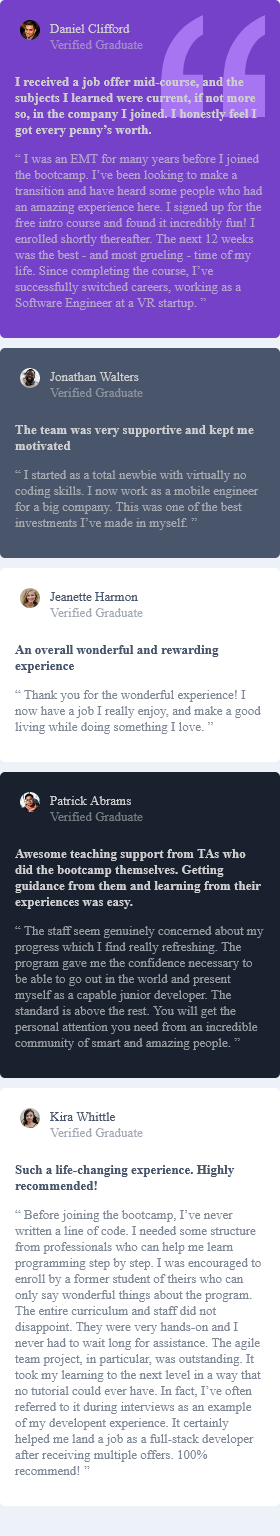 Daniel Clifford
Verified Graduate
I received a job offer mid-course, and the
subjects I learned were current, if not more
so, in the company I joined. I honestly feel I
got every penny’s worth.
“ I was an EMT for many years before I joined
the bootcamp. I’ve been looking to make a
transition and have heard some people who had
an amazing experience here. I signed up for the
free intro course and found it incredibly fun! I
enrolled shortly thereafter. The next 12 weeks
was the best - and most grueling - time of my
life. Since completing the course, I’ve
successfully switched careers, working as a
Software Engineer at a VR startup. ”
Jonathan Walters
Verified Graduate
The team was very supportive and kept me
motivated
“ I started as a total newbie with virtually no
coding skills. I now work as a mobile engineer
for a big company. This was one of the best
investments I’ve made in myself. ”
Jeanette Harmon
Verified Graduate
An overall wonderful and rewarding
experience
“ Thank you for the wonderful experience! I
now have a job I really enjoy, and make a good
living while doing something I love. ”
Patrick Abrams
Verified Graduate
Awesome teaching support from TAs who
did the bootcamp themselves. Getting
guidance from them and learning from their
experiences was easy.
“ The staff seem genuinely concerned about my
progress which I find really refreshing. The
program gave me the confidence necessary to
be able to go out in the world and present
myself as a capable junior developer. The
standard is above the rest. You will get the
personal attention you need from an incredible
community of smart and amazing people. ”
Kira Whittle
Verified Graduate
Such a life-changing experience. Highly
recommended!
“ Before joining the bootcamp, I’ve never
written a line of code. I needed some structure
from professionals who can help me learn
programming step by step. I was encouraged to
enroll by a former student of theirs who can
only say wonderful things about the program.
The entire curriculum and staff did not
disappoint. They were very hands-on and I
never had to wait long for assistance. The agile
team project, in particular, was outstanding. It
took my learning to the next level in a way that
no tutorial could ever have. In fact, I’ve often
referred to it during interviews as an example
of my developent experience. It certainly
helped me land a job as a full-stack developer
after receiving multiple offers. 100%
recommend! ”